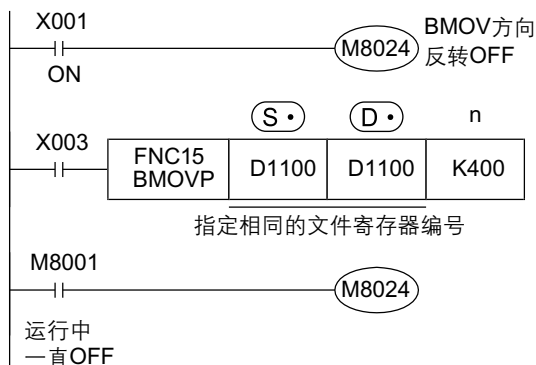 X001
ON
M8024
BMOV方向
反转OFF
S• D• n
X003
FNC15
BMOVP
D1100 D1100 K400
指定相同的文件寄存器编号
M8001
M8024
运行中
一直OFF